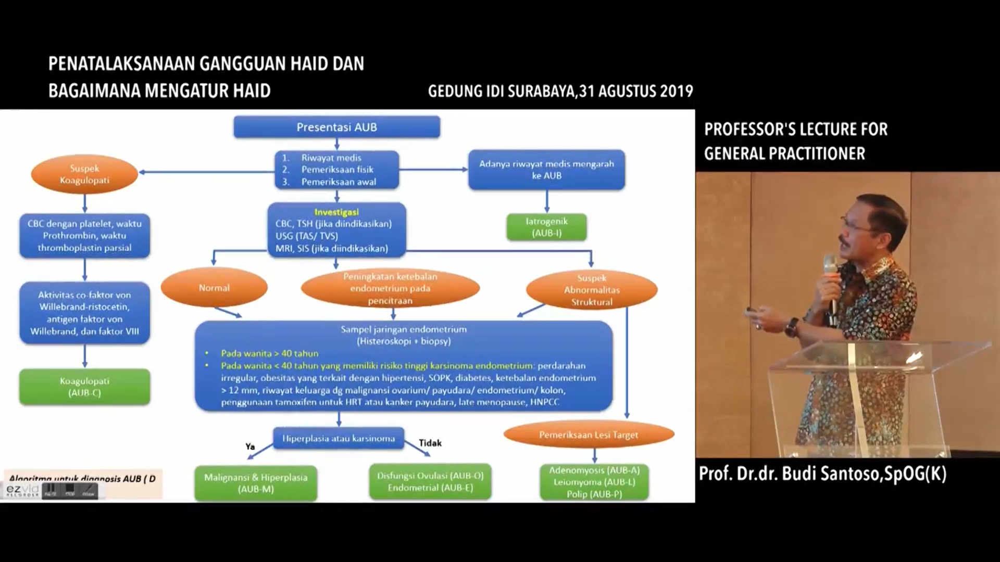 PENATALAKSANAAN GANGGUAN HAID DAN
BAGAIMANA MENGATUR HAID
GEDUNG IDI SURABAYA,31 AGUSTUS 2019
PROFESSOR'S LECTURE FOR
GENERAL PRACTITIONER
Presentasi AUB
1. Riwayat medis
2. Pemeriksaan fisik
3. Pemeriksaan awal
Suspek
Koagulopati
Adanya riwayat medis mengarah
ke AUB
Iatrogenik
(AUB-I)
CBC dengan platelet, waktu
Prothrombin, waktu
thromboplastin parsial
Investigasi
CBC, TSH (jika diindikasikan)
USG (TAS/ TVS)
MRI, SIS (jika diindikasikan)
Normal
Peningkatan ketebalan
endometrium pada
pencitraan
Suspek
Abnormalitas
Struktural
Aktivitas co-faktor von
Willebrand-ristocetin,
antigen faktor von
Willebrand, dan faktor VIII
Koagulopati
(AUB-C)
Sampel jaringan endometrium
(Histeroskopi + biopsy)
• Pada wanita > 40 tahun
• Pada wanita < 40 tahun yang memiliki risiko tinggi karsinoma endometrium: perdarahan
irregular, obesitas yang terkait dengan hipertensi, SOPK, diabetes, ketebalan endometrium
> 12 mm, riwayat keluarga dg malignansi ovarium/ payudara/ endometrium/ kolon,
penggunaan tamoxifen untuk HRT atau kanker payudara, late menopause, HNPCC
Hiperplasia atau karsinoma
Ya
Tidak
Pemeriksaan Lesi Target
Malignansi & Hiperplasia
(AUB-M)
Disfungsi Ovulasi (AUB-O)
Endometrial (AUB-E)
Adenomyosis (AUB-A)
Leiomyoma (AUB-L)
Polip (AUB-P)
Algoritma untuk diagnosis AUB ( D
ezvid
RECORDER
PAUSE
STOP
DRAW
Prof. Dr.dr. Budi Santoso,SpOG(K)